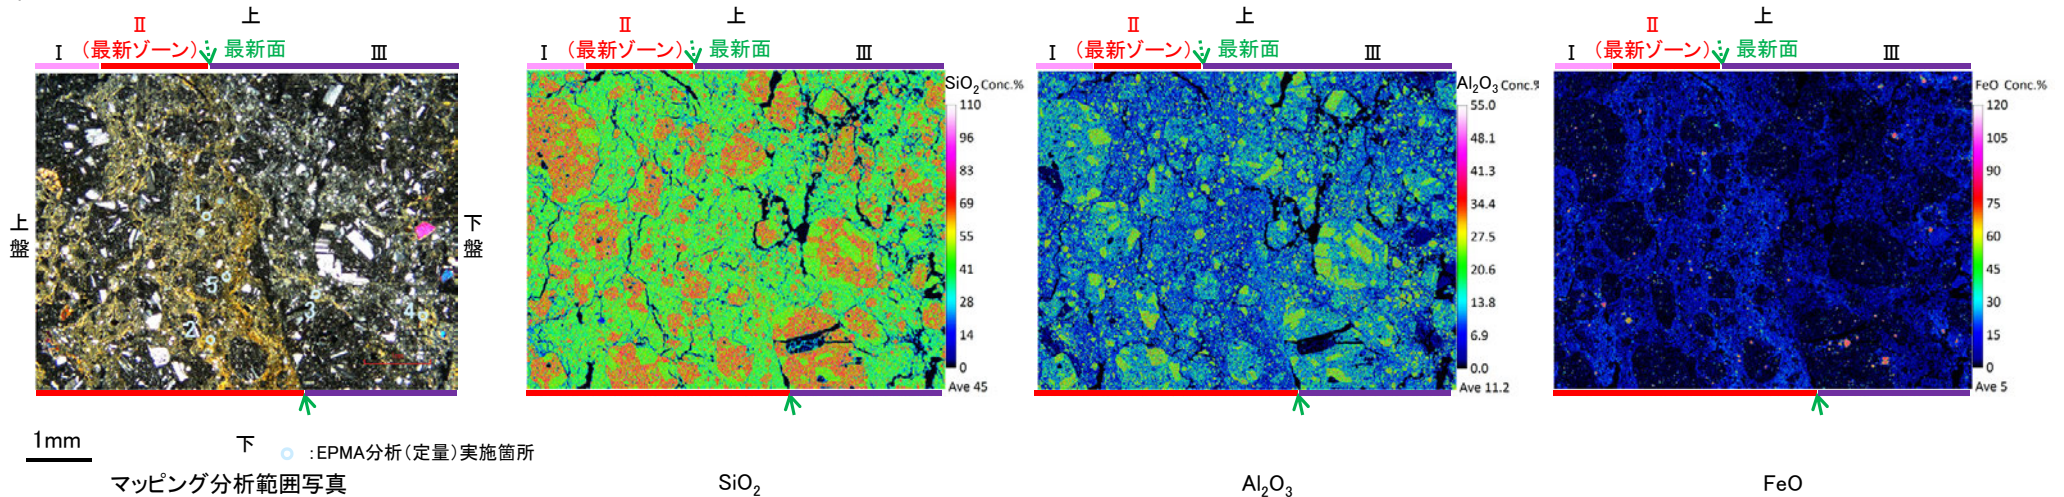 上
Ⅱ
Ⅰ (最新ゾーン) 最新面 Ⅲ
上盤
下盤
1
5
3
4
2
1mm
下
:EPMA分析(定量)実施箇所
マッピング分析範囲写真
上
Ⅱ
Ⅰ (最新ゾーン) 最新面 Ⅲ
SiO₂ Conc.%
110
96
83
69
55
41
28
14
0
Ave 45
SiO₂
上
Ⅱ
Ⅰ (最新ゾーン) 最新面 Ⅲ
Al₂O₃ Conc.%
55.0
48.1
41.3
34.4
27.5
20.6
13.8
6.9
0.0
Ave 11.2
Al₂O₃
上
Ⅱ
Ⅰ (最新ゾーン) 最新面 Ⅲ
FeO Conc.%
120
105
90
75
60
45
30
15
0
Ave 5
FeO